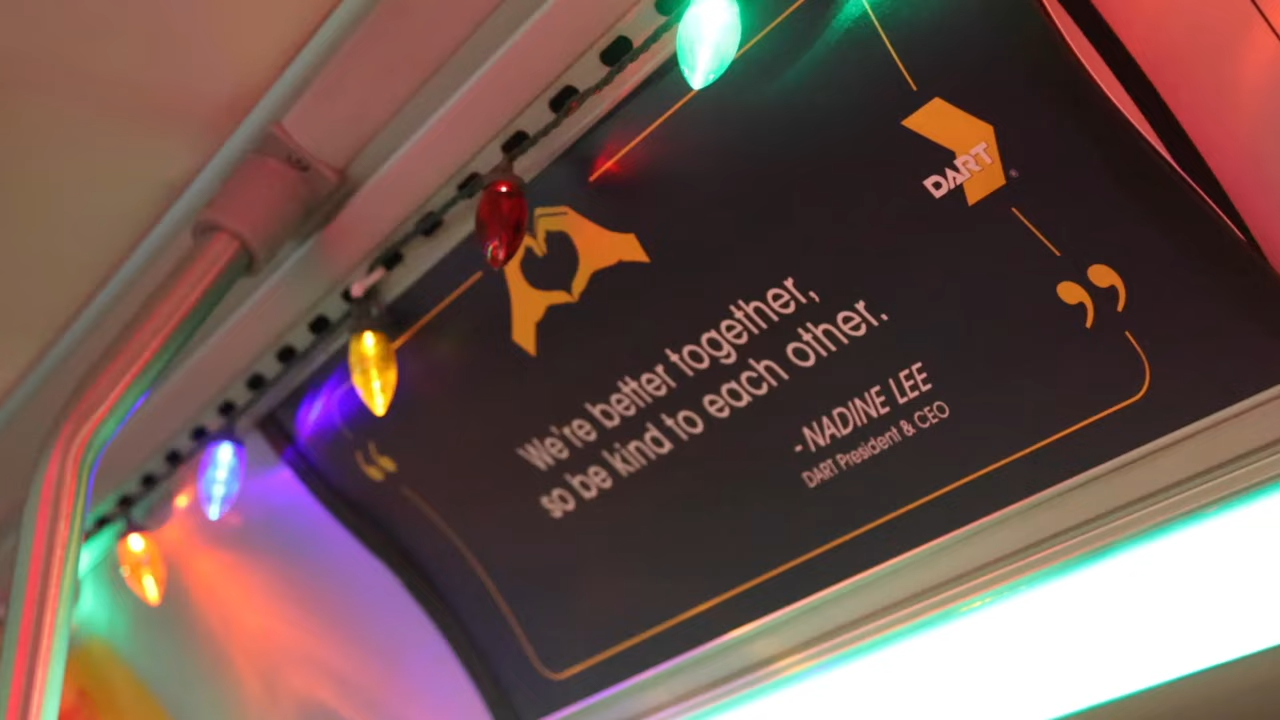 DART
®
“
We're better together,
so be kind to each other.
”
-NADINE LEE
DART President & CEO